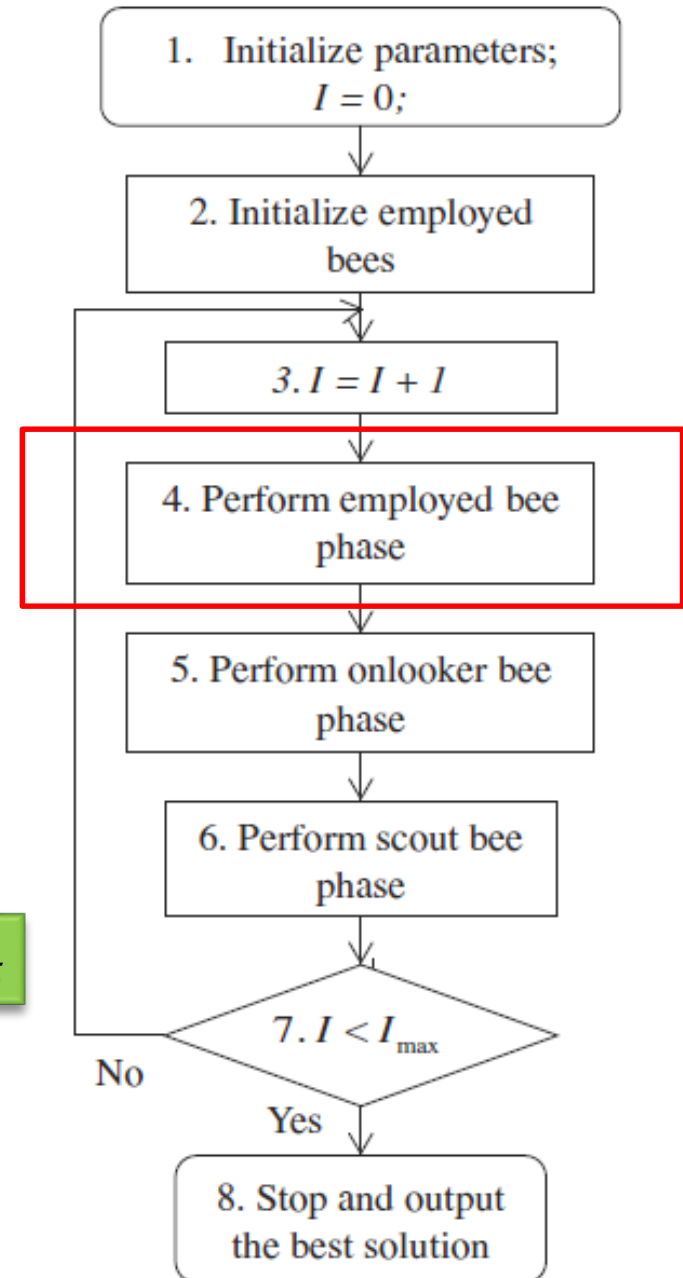 1. Initialize parameters;
I = 0;
2. Initialize employed
bees
3. I = I + 1
4. Perform employed bee
phase
5. Perform onlooker bee
phase
6. Perform scout bee
phase
7. I < Imax
No
Yes
8. Stop and output
the best solution